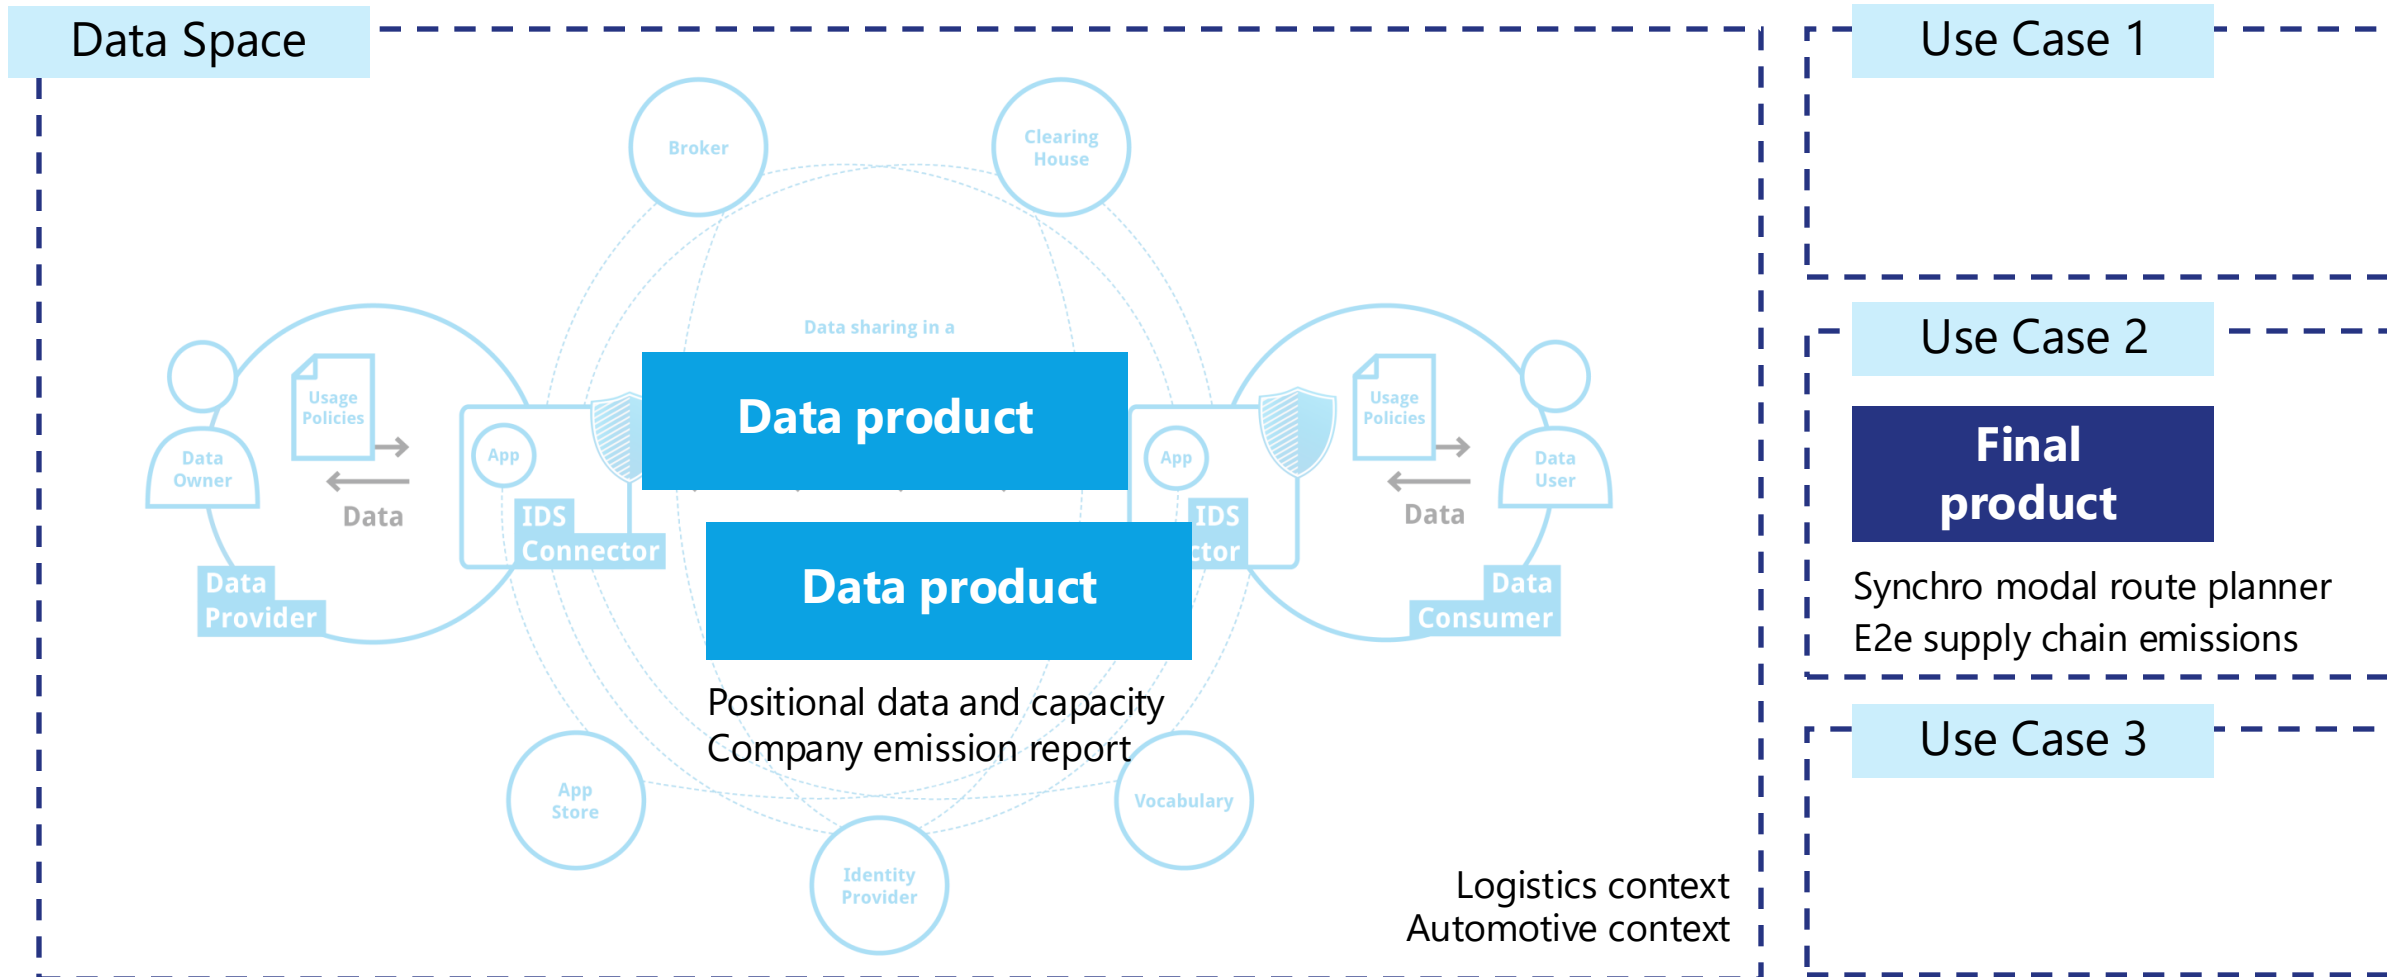 Data Space
Use Case 1
Broker
Clearing
House
Data sharing in a
Use Case 2
Usage
Policies
Data product
Usage
Policies
App
App
Data
Owner
Data
User
Final
product
Data
Data
IDS
Connector
IDS
ctor
Data
Provider
Data product
Data
Consumer
Synchro modal route planner
E2e supply chain emissions
Positional data and capacity
Company emission report
Use Case 3
App
Store
Vocabulary
Identity
Provider
Logistics context
Automotive context